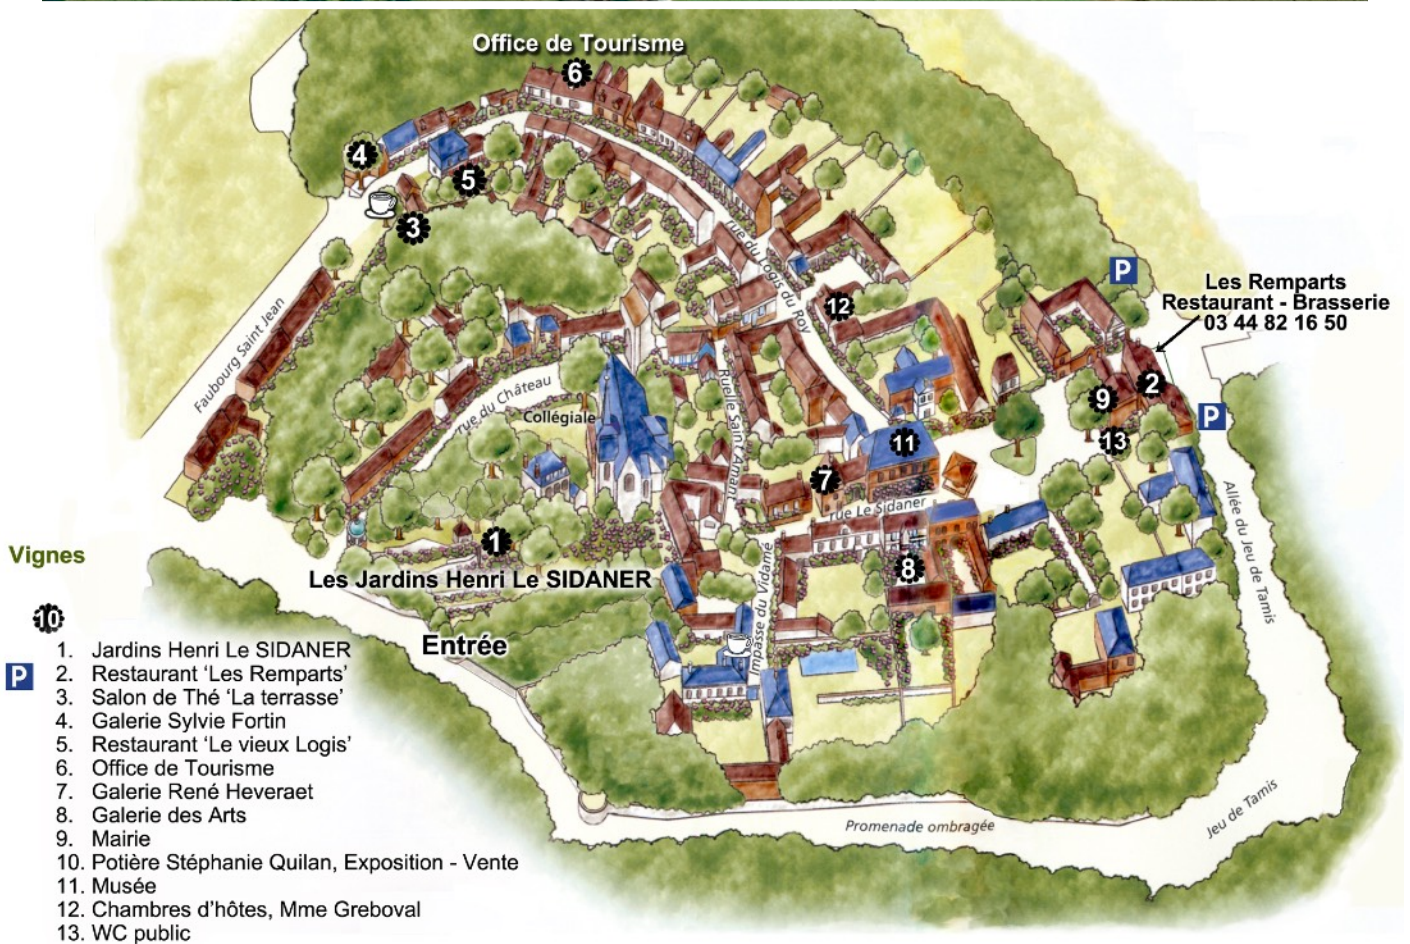 Office de Tourisme
6
4
5
3
P
Les Remparts
Restaurant - Brasserie
03 44 82 16 50
rue du Logis du Roy
12
Faubourg Saint Jean
rue du Château
Collégiale
Ruelle Saint Amant
9
2
P
13
11
7
rue Le Sidaner
Allée du Jeu de Tamis
1
Les Jardins Henri Le SIDANER
8
Impasse du Vidamé
Entrée
Promenade ombragée
Jeu de Tamis
Vignes
10
P
1. Jardins Henri Le SIDANER
2. Restaurant ‘Les Remparts’
3. Salon de Thé ‘La terrasse’
4. Galerie Sylvie Fortin
5. Restaurant ‘Le vieux Logis’
6. Office de Tourisme
7. Galerie René Heveraet
8. Galerie des Arts
9. Mairie
10. Potière Stéphanie Quilan, Exposition - Vente
11. Musée
12. Chambres d’hôtes, Mme Greboval
13. WC public